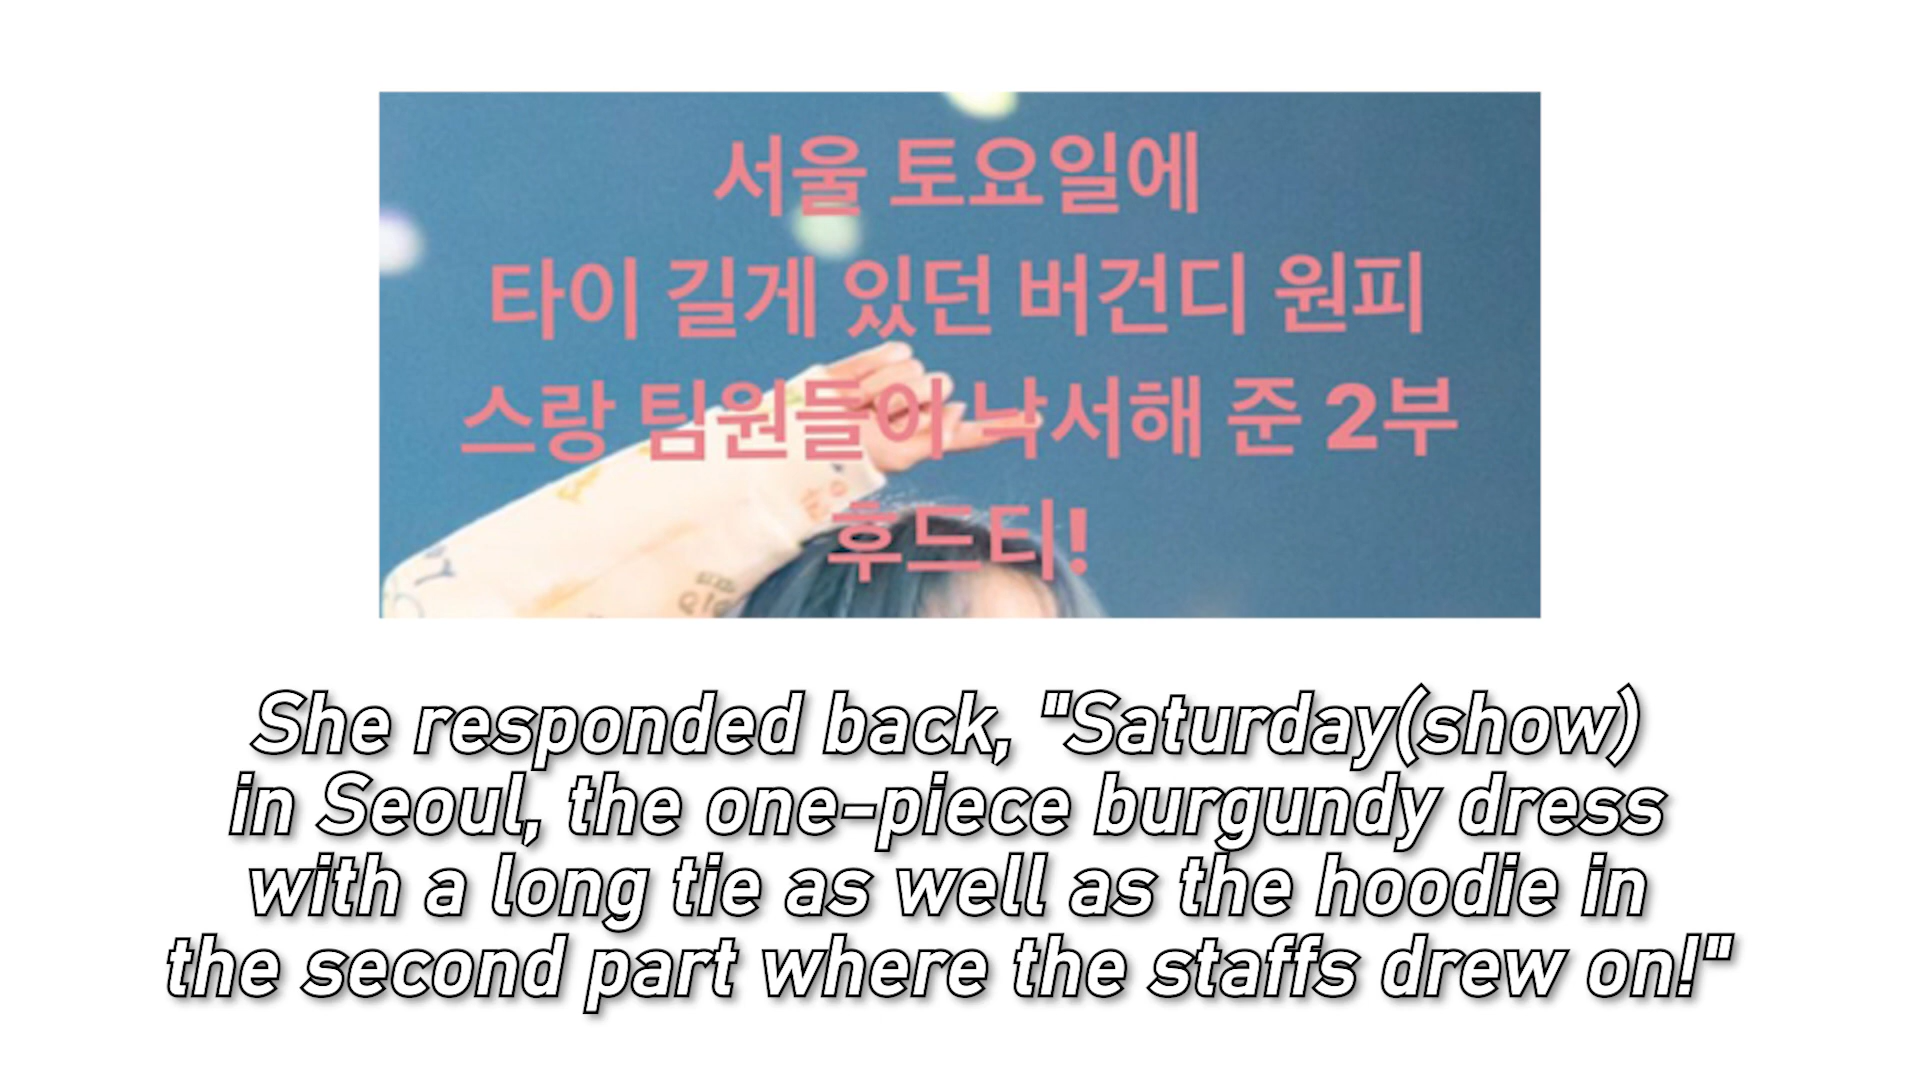 서울 토요일에
타이 길게 있던 버건디 원피
스랑 팀원들이 낙서해 준 2부
후드티!
She responded back, "Saturday(show)
in Seoul, the one-piece burgundy dress
with a long tie as well as the hoodie in
the second part where the staffs drew on!"